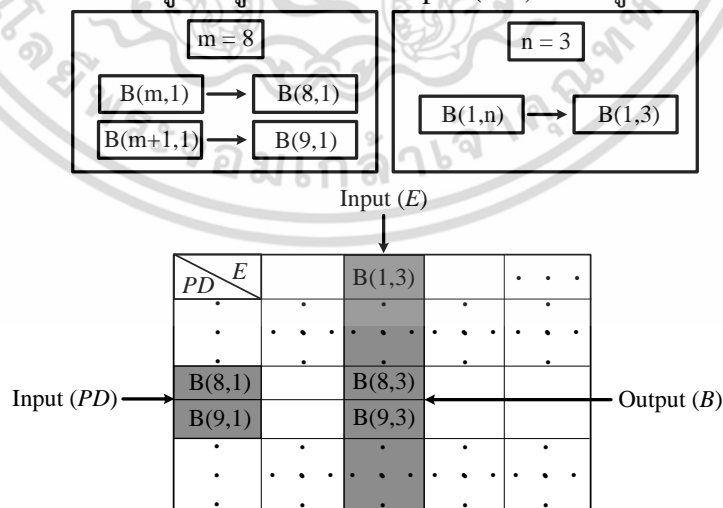 m = 8
n = 3
B(m,1) B(8,1)
B(m+1,1) B(9,1)
B(1,n) B(1,3)
Input (E)
E
PD
B(1,3)
Input (PD)
B(8,1) B(8,3)
B(9,1) B(9,3)
Output (B)